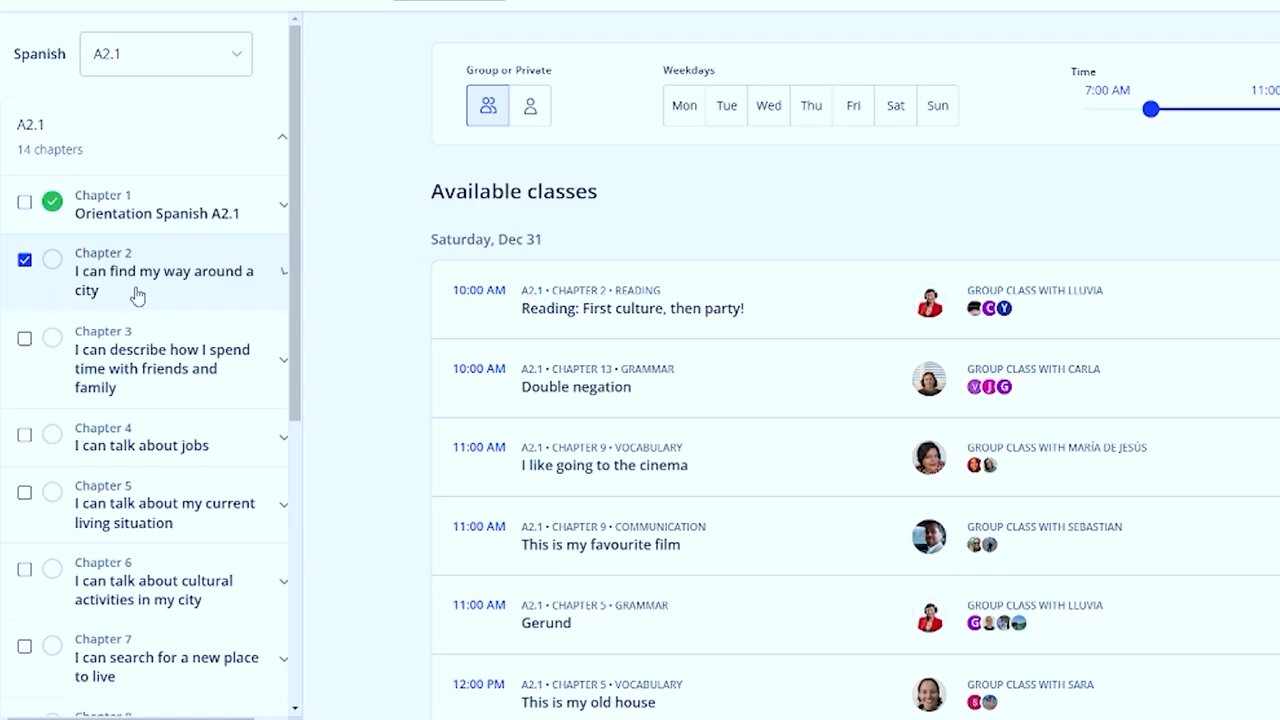 Spanish
A2.1
A2.1
14 chapters
Chapter 1
Orientation Spanish A2.1
Chapter 2
I can find my way around a
city
Chapter 3
I can describe how I spend
time with friends and
family
Chapter 4
I can talk about jobs
Chapter 5
I can talk about my current
living situation
Chapter 6
I can talk about cultural
activities in my city
Chapter 7
I can search for a new place
to live
Group or Private
Weekdays
Mon Tue Wed Thu Fri Sat Sun
Time
7:00 AM 11:00
Available classes
Saturday, Dec 31
10:00 AM A2.1 • CHAPTER 2 • READING GROUP CLASS WITH LLUVIA
Reading: First culture, then party! C Y
10:00 AM A2.1 • CHAPTER 13 • GRAMMAR GROUP CLASS WITH CARLA
Double negation V J G
11:00 AM A2.1 • CHAPTER 9 • VOCABULARY GROUP CLASS WITH MARÍA DE JESÚS
I like going to the cinema
11:00 AM A2.1 • CHAPTER 9 • COMMUNICATION GROUP CLASS WITH SEBASTIAN
This is my favourite film
11:00 AM A2.1 • CHAPTER 5 • GRAMMAR GROUP CLASS WITH LLUVIA
Gerund G
12:00 PM A2.1 • CHAPTER 5 • VOCABULARY GROUP CLASS WITH SARA
This is my old house S